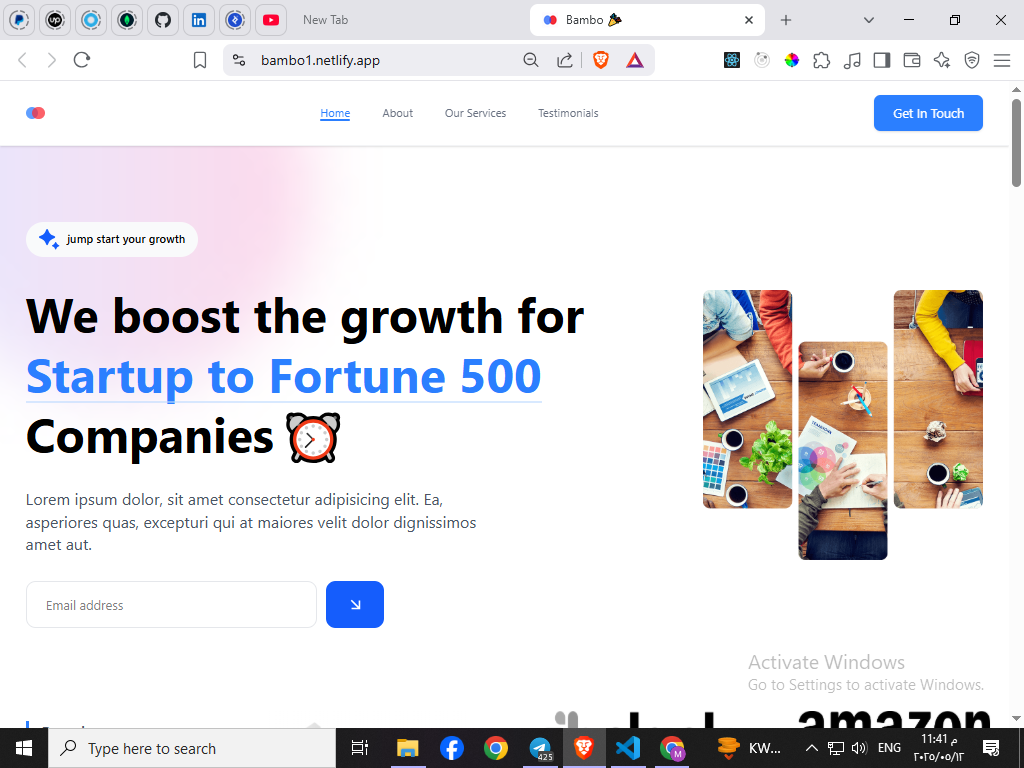 New Tab
Bambo
bambo1.netlify.app
Home
About
Our Services
Testimonials
Get In Touch
jump start your growth
We boost the growth for
Startup to Fortune 500
Companies
Lorem ipsum dolor, sit amet consectetur adipisicing elit. Ea,
asperiores quas, excepturi qui at maiores velit dolor dignissimos
amet aut.
Email address
Activate Windows
Go to Settings to activate Windows.
amazon
Type here to search
425
M
KW...
ENG
11:41 م
٢٠٢٥/٠٥/١٢